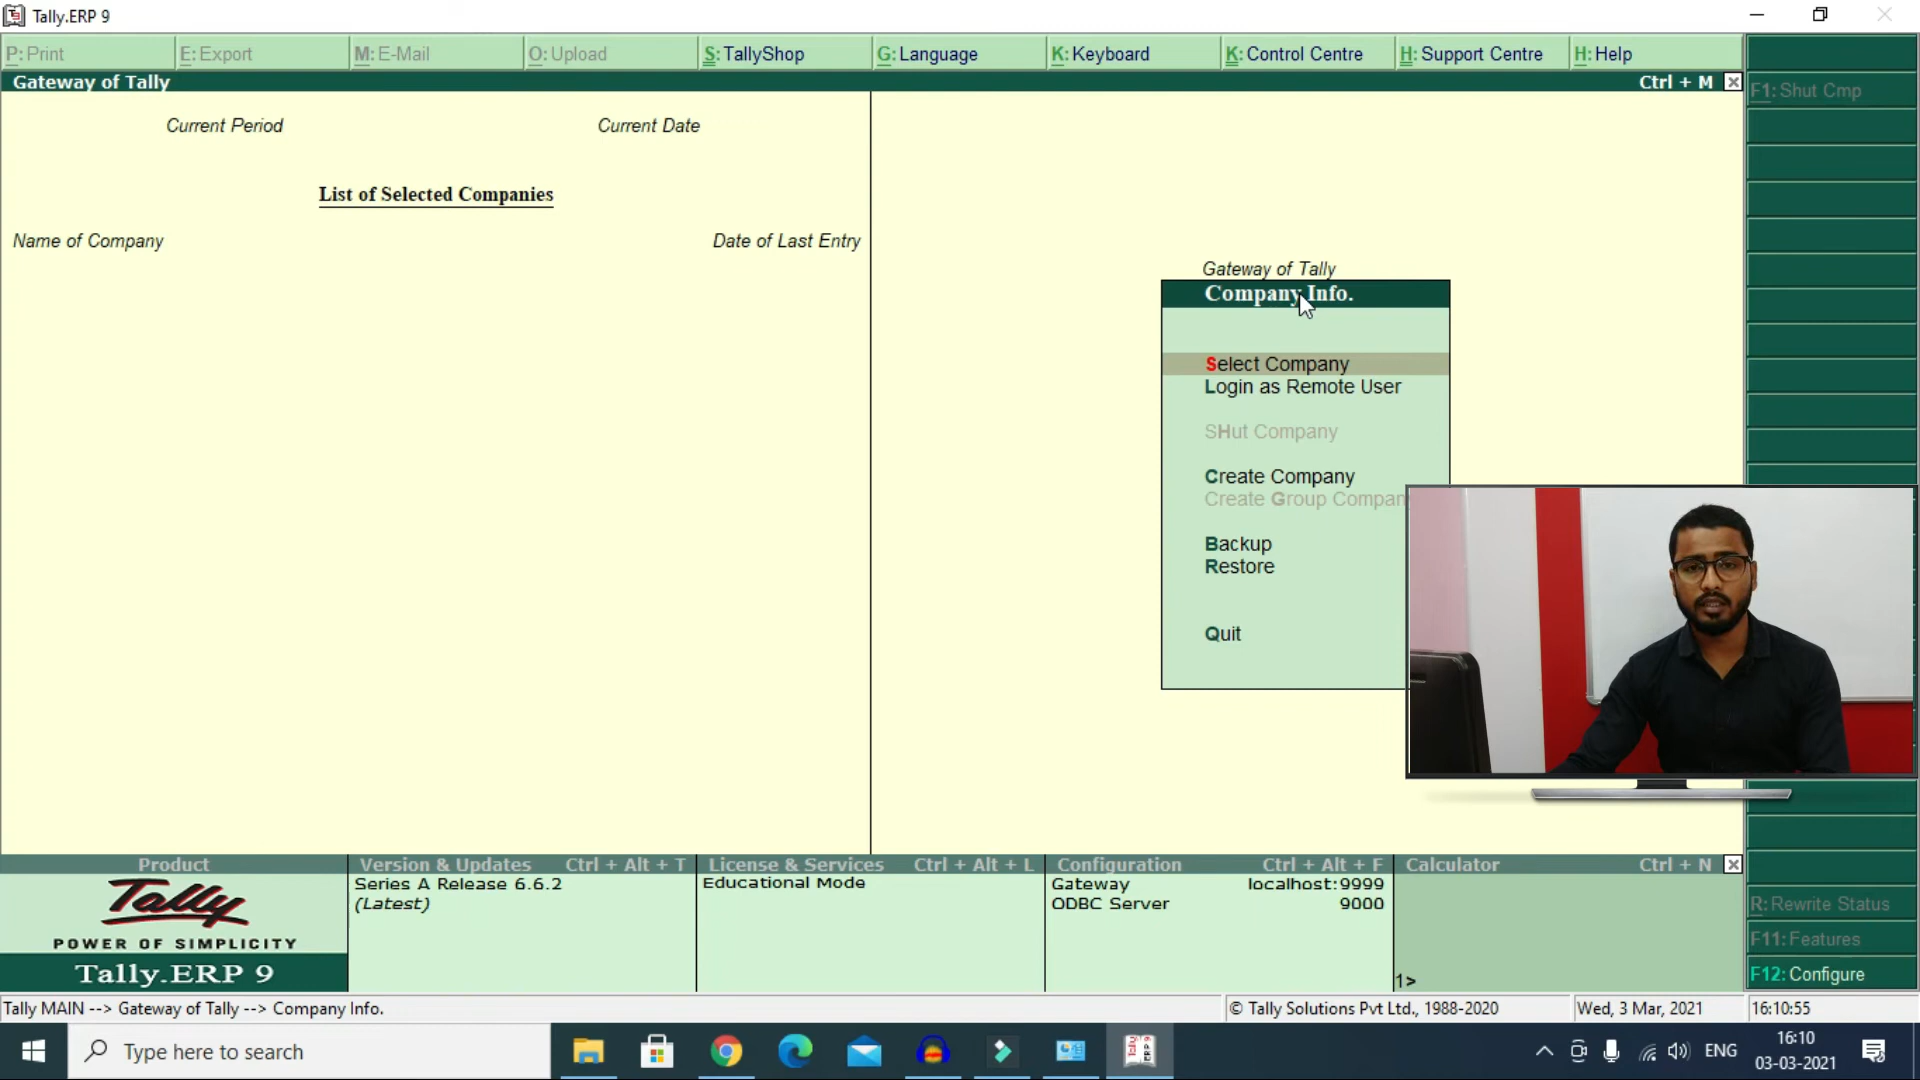 Tally.ERP 9
P: Print
E: Export
M: E-Mail
O: Upload
S: TallyShop
G: Language
K: Keyboard
K: Control Centre
H: Support Centre
H: Help
Gateway of Tally
Ctrl + M
F1: Shut Cmp
Current Period
Current Date
List of Selected Companies
Name of Company
Date of Last Entry
Gateway of Tally
Company Info.
Select Company
Login as Remote User
SHut Company
Create Company
Create Group Compan
Backup
Restore
Quit
Product
Tally
POWER OF SIMPLICITY
Tally.ERP 9
Version & Updates Ctrl + Alt + T
Series A Release 6.6.2
(Latest)
License & Services Ctrl + Alt + L
Educational Mode
Configuration Ctrl + Alt + F
Gateway localhost:9999
ODBC Server 9000
Calculator Ctrl + N
1>
R: Rewrite Status
F11: Features
F12: Configure
Tally MAIN --> Gateway of Tally --> Company Info.
© Tally Solutions Pvt Ltd., 1988-2020
Wed, 3 Mar, 2021
16:10:55
Type here to search
ENG
16:10
03-03-2021